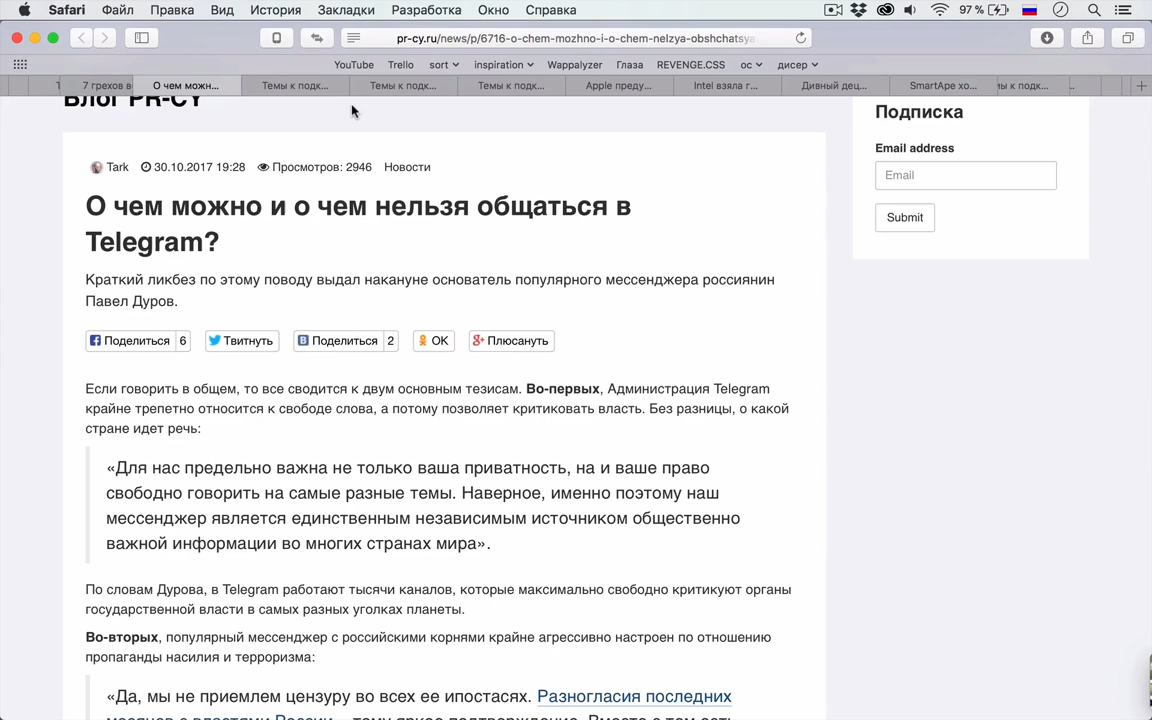 Safari Файл Правка Вид История Закладки Разработка Окно Справка 97 %
pr-cy.ru/news/p/6716-o-chem-mozhno-i-o-chem-nelzya-obshchatsya
YouTube Trello sort inspiration Wappalyzer Глаза REVENGE.CSS ос дисер
7 грехов в О чем можн... Темы к подк... Темы к подк... Темы к подк... Apple преду... Intel взяла г... Дивный дец... SmartApe хо... ы к подк...
Блог PR-CY
Подписка
Email address
Email
Submit
Tark 30.10.2017 19:28 Просмотров: 2946 Новости
О чем можно и о чем нельзя общаться в
Telegram?
Краткий ликбез по этому поводу выдал накануне основатель популярного мессенджера россиянин
Павел Дуров.
Поделиться 6 Твитнуть Поделиться 2 ОК Плюсануть
Если говорить в общем, то все сводится к двум основным тезисам. Во-первых, Администрация Telegram
крайне трепетно относится к свободе слова, а потому позволяет критиковать власть. Без разницы, о какой
стране идет речь:
«Для нас предельно важна не только ваша приватность, на и ваше право
свободно говорить на самые разные темы. Наверное, именно поэтому наш
мессенджер является единственным независимым источником общественно
важной информации во многих странах мира».
По словам Дурова, в Telegram работают тысячи каналов, которые максимально свободно критикуют органы
государственной власти в самых разных уголках планеты.
Во-вторых, популярный мессенджер с российскими корнями крайне агрессивно настроен по отношению
пропаганды насилия и терроризма:
«Да, мы не приемлем цензуру во всех ее ипостасях. Разногласия последних